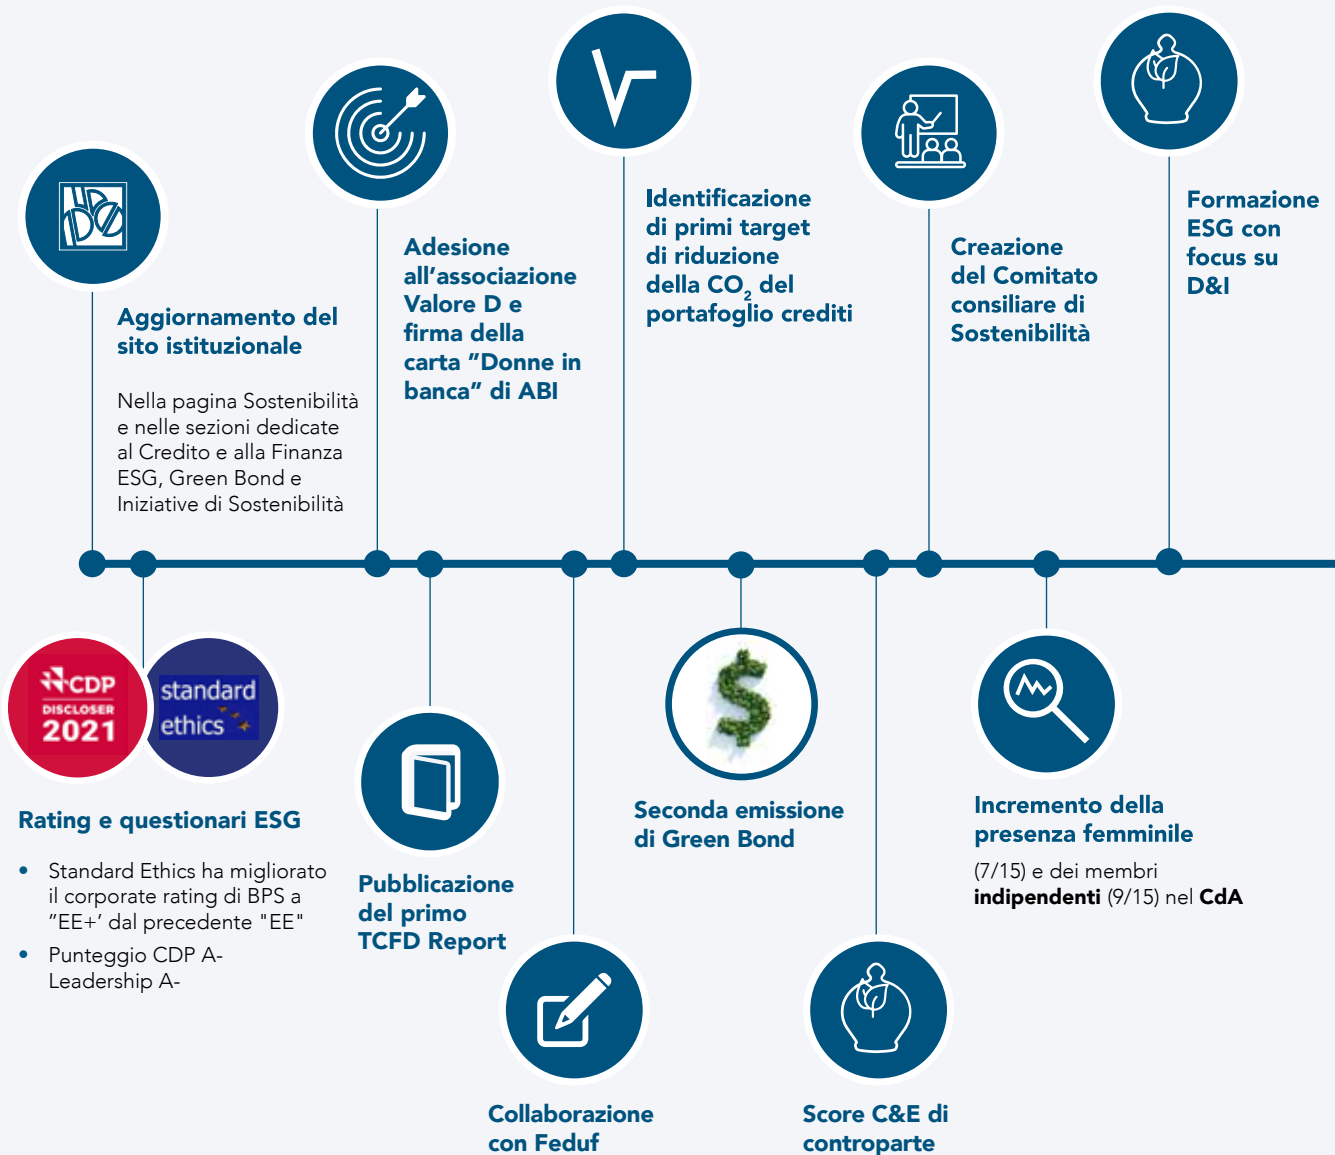 Aggiornamento del
sito istituzionale
Nella pagina Sostenibilità
e nelle sezioni dedicate
al Credito e alla Finanza
ESG, Green Bond e
Iniziative di Sostenibilità
Adesione
all'associazione
Valore D e
firma della
carta "Donne in
banca" di ABI
Identificazione
di primi target
di riduzione
della CO₂ del
portafoglio crediti
Creazione
del Comitato
consiliare di
Sostenibilità
Formazione
ESG con
focus su
D&I
CDP
DISCLOSER
2021
standard
ethics
Rating e questionari ESG
• Standard Ethics ha migliorato
il corporate rating di BPS a
"EE+' dal precedente "EE"
• Punteggio CDP A-
Leadership A-
Pubblicazione
del primo
TCFD Report
Collaborazione
con Feduf
Seconda emissione
di Green Bond
Score C&E di
controparte
Incremento della
presenza femminile
(7/15) e dei membri
indipendenti (9/15) nel CdA